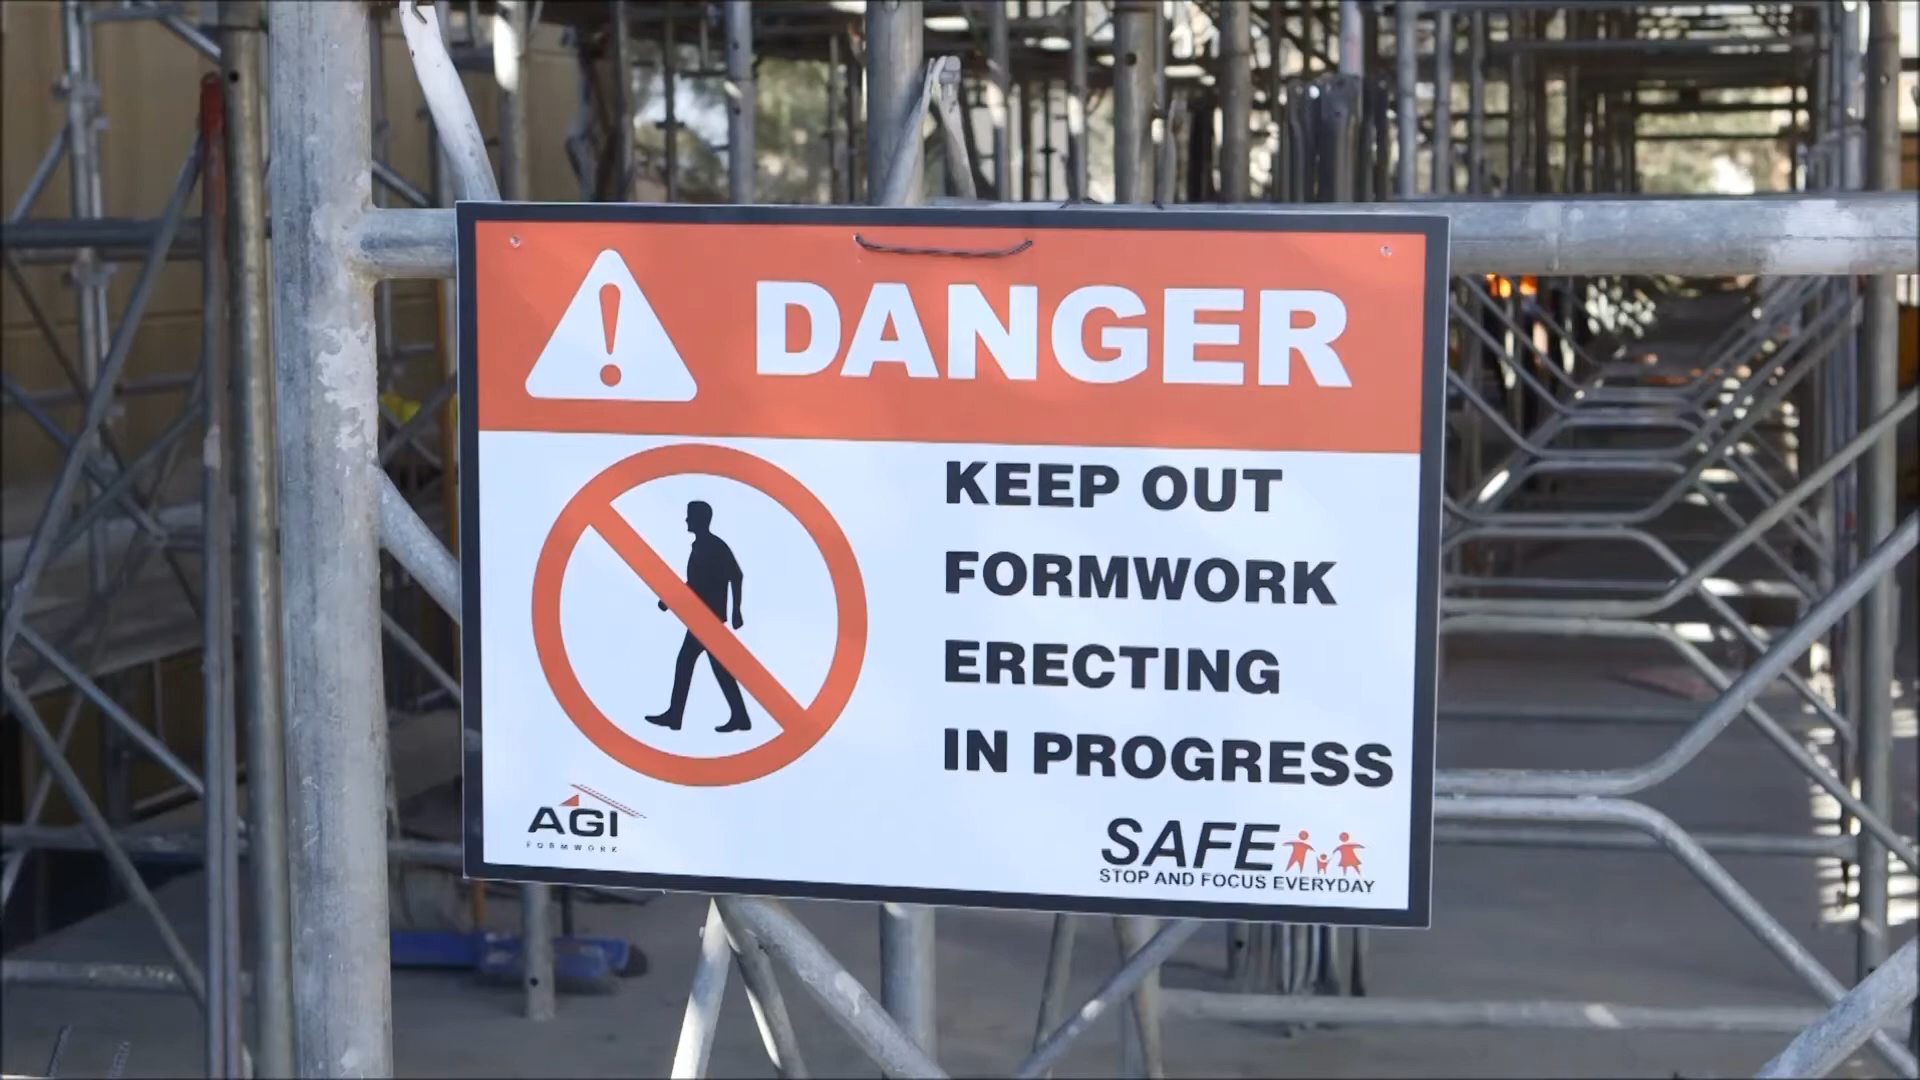 DANGER
KEEP OUT
FORMWORK
ERECTING
IN PROGRESS
AGI
FORMWORK
SAFE
STOP AND FOCUS EVERYDAY